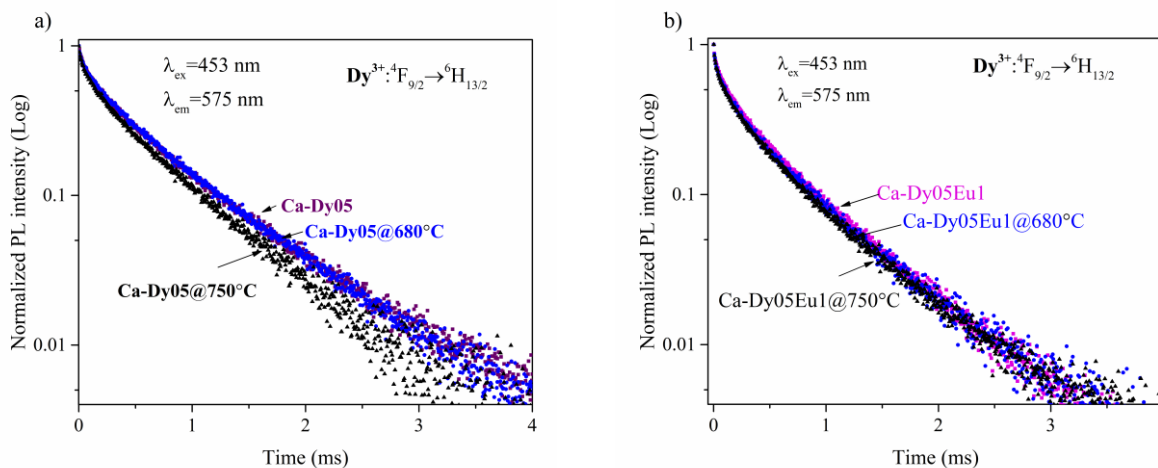 a)
Normalized PL intensity (Log)
1
0.1
0.01
λex=453 nm
λem=575 nm
Dy³⁺:⁴F9/2→⁶H13/2
Ca-Dy05
Ca-Dy05@680°C
Ca-Dy05@750°C
0 1 2 3 4
Time (ms)
b)
Normalized PL intensity (Log)
1
0.1
0.01
λex=453 nm
λem=575 nm
Dy³⁺:⁴F9/2→⁶H13/2
Ca-Dy05Eu1
Ca-Dy05Eu1@680°C
Ca-Dy05Eu1@750°C
0 1 2 3
Time (ms)